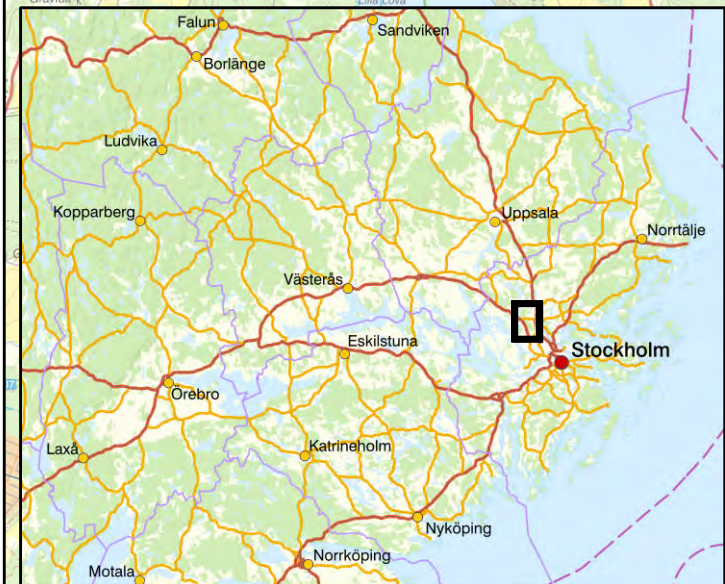 Falun
Sandviken
Borlänge
Ludvika
Kopparberg
Uppsala
Norrtälje
Västerås
Eskilstuna
Stockholm
Örebro
Laxå
Katrineholm
Nyköping
Norrköping
Motala